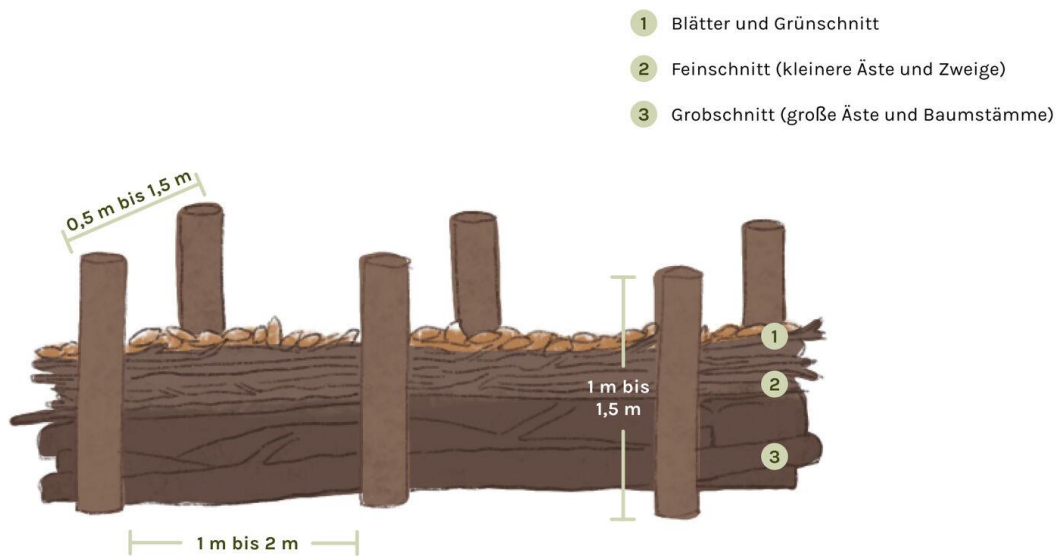 1 Blätter und Grünschnitt
2 Feinschnitt (kleinere Äste und Zweige)
3 Grobschnitt (große Äste und Baumstämme)
0,5 m bis 1,5 m
1
2
1 m bis
1,5 m
3
1 m bis 2 m